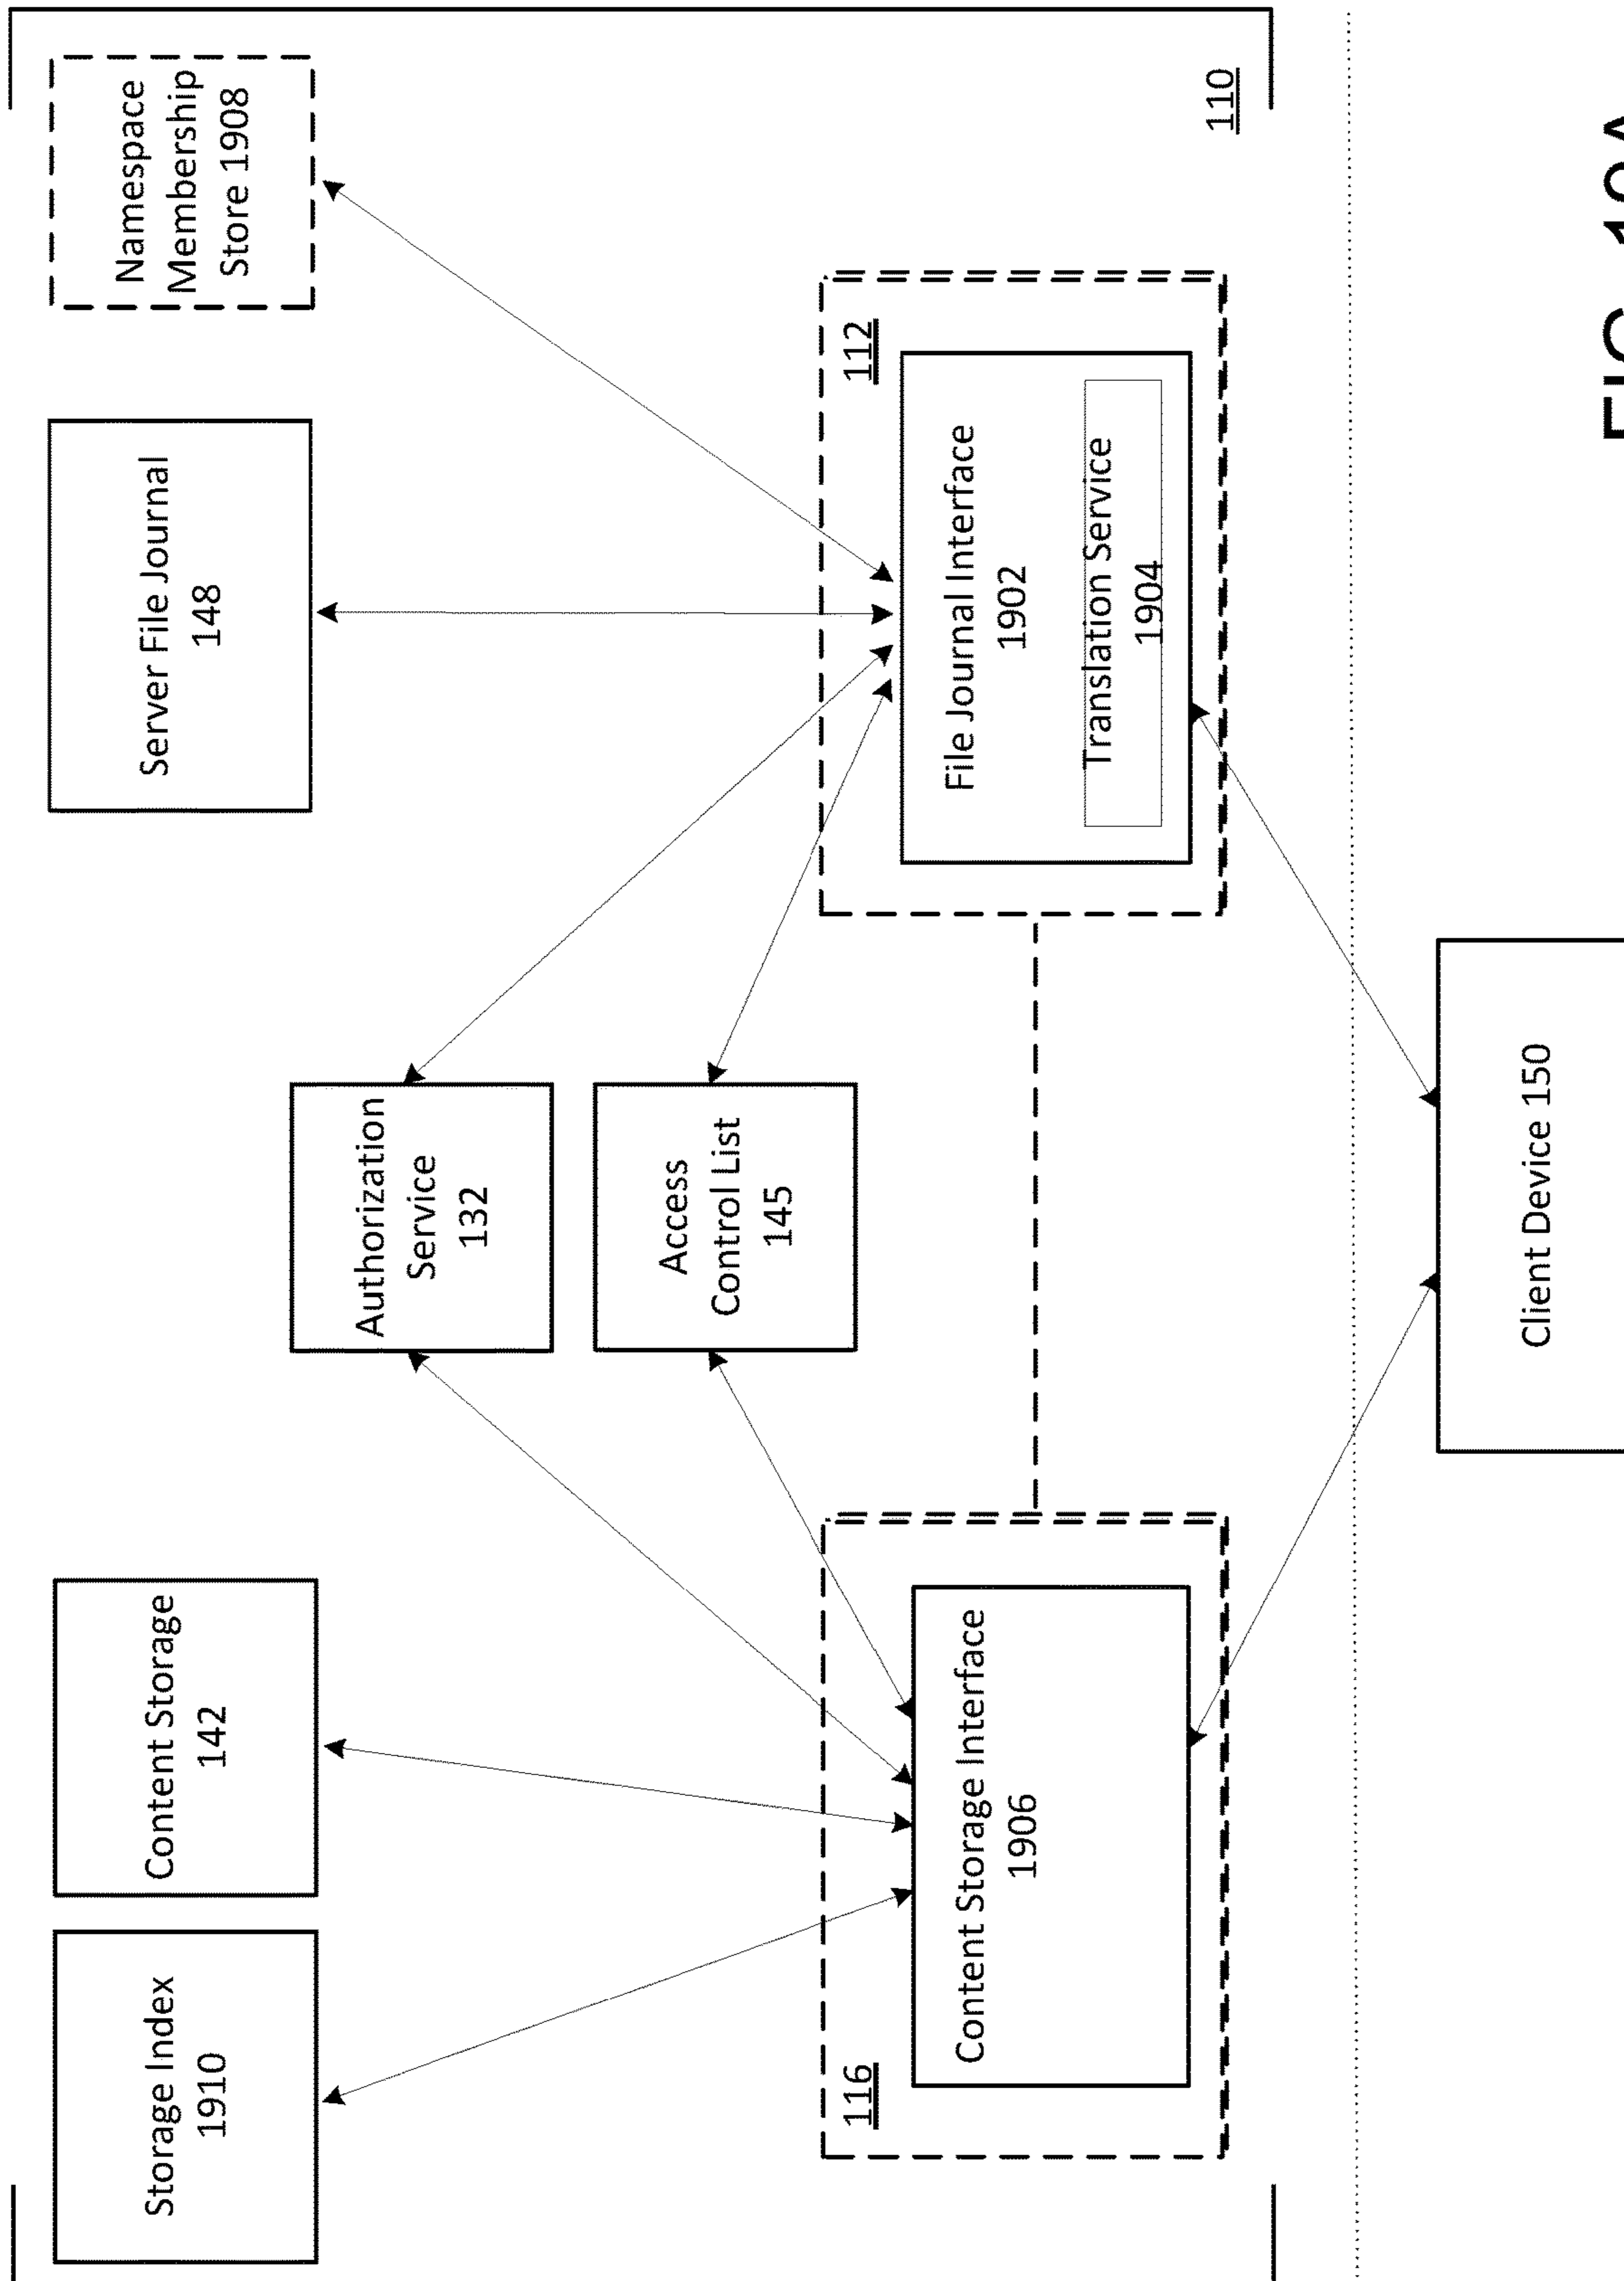 Storage Index
1910
Content Storage
142
Server File Journal
148
Namespace
Membership
Store 1908
Authorization
Service
132
Access
Control List
145
116
Content Storage Interface
1906
112
File Journal Interface
1902
Translation Service
1904
110
Client Device 150
FIG